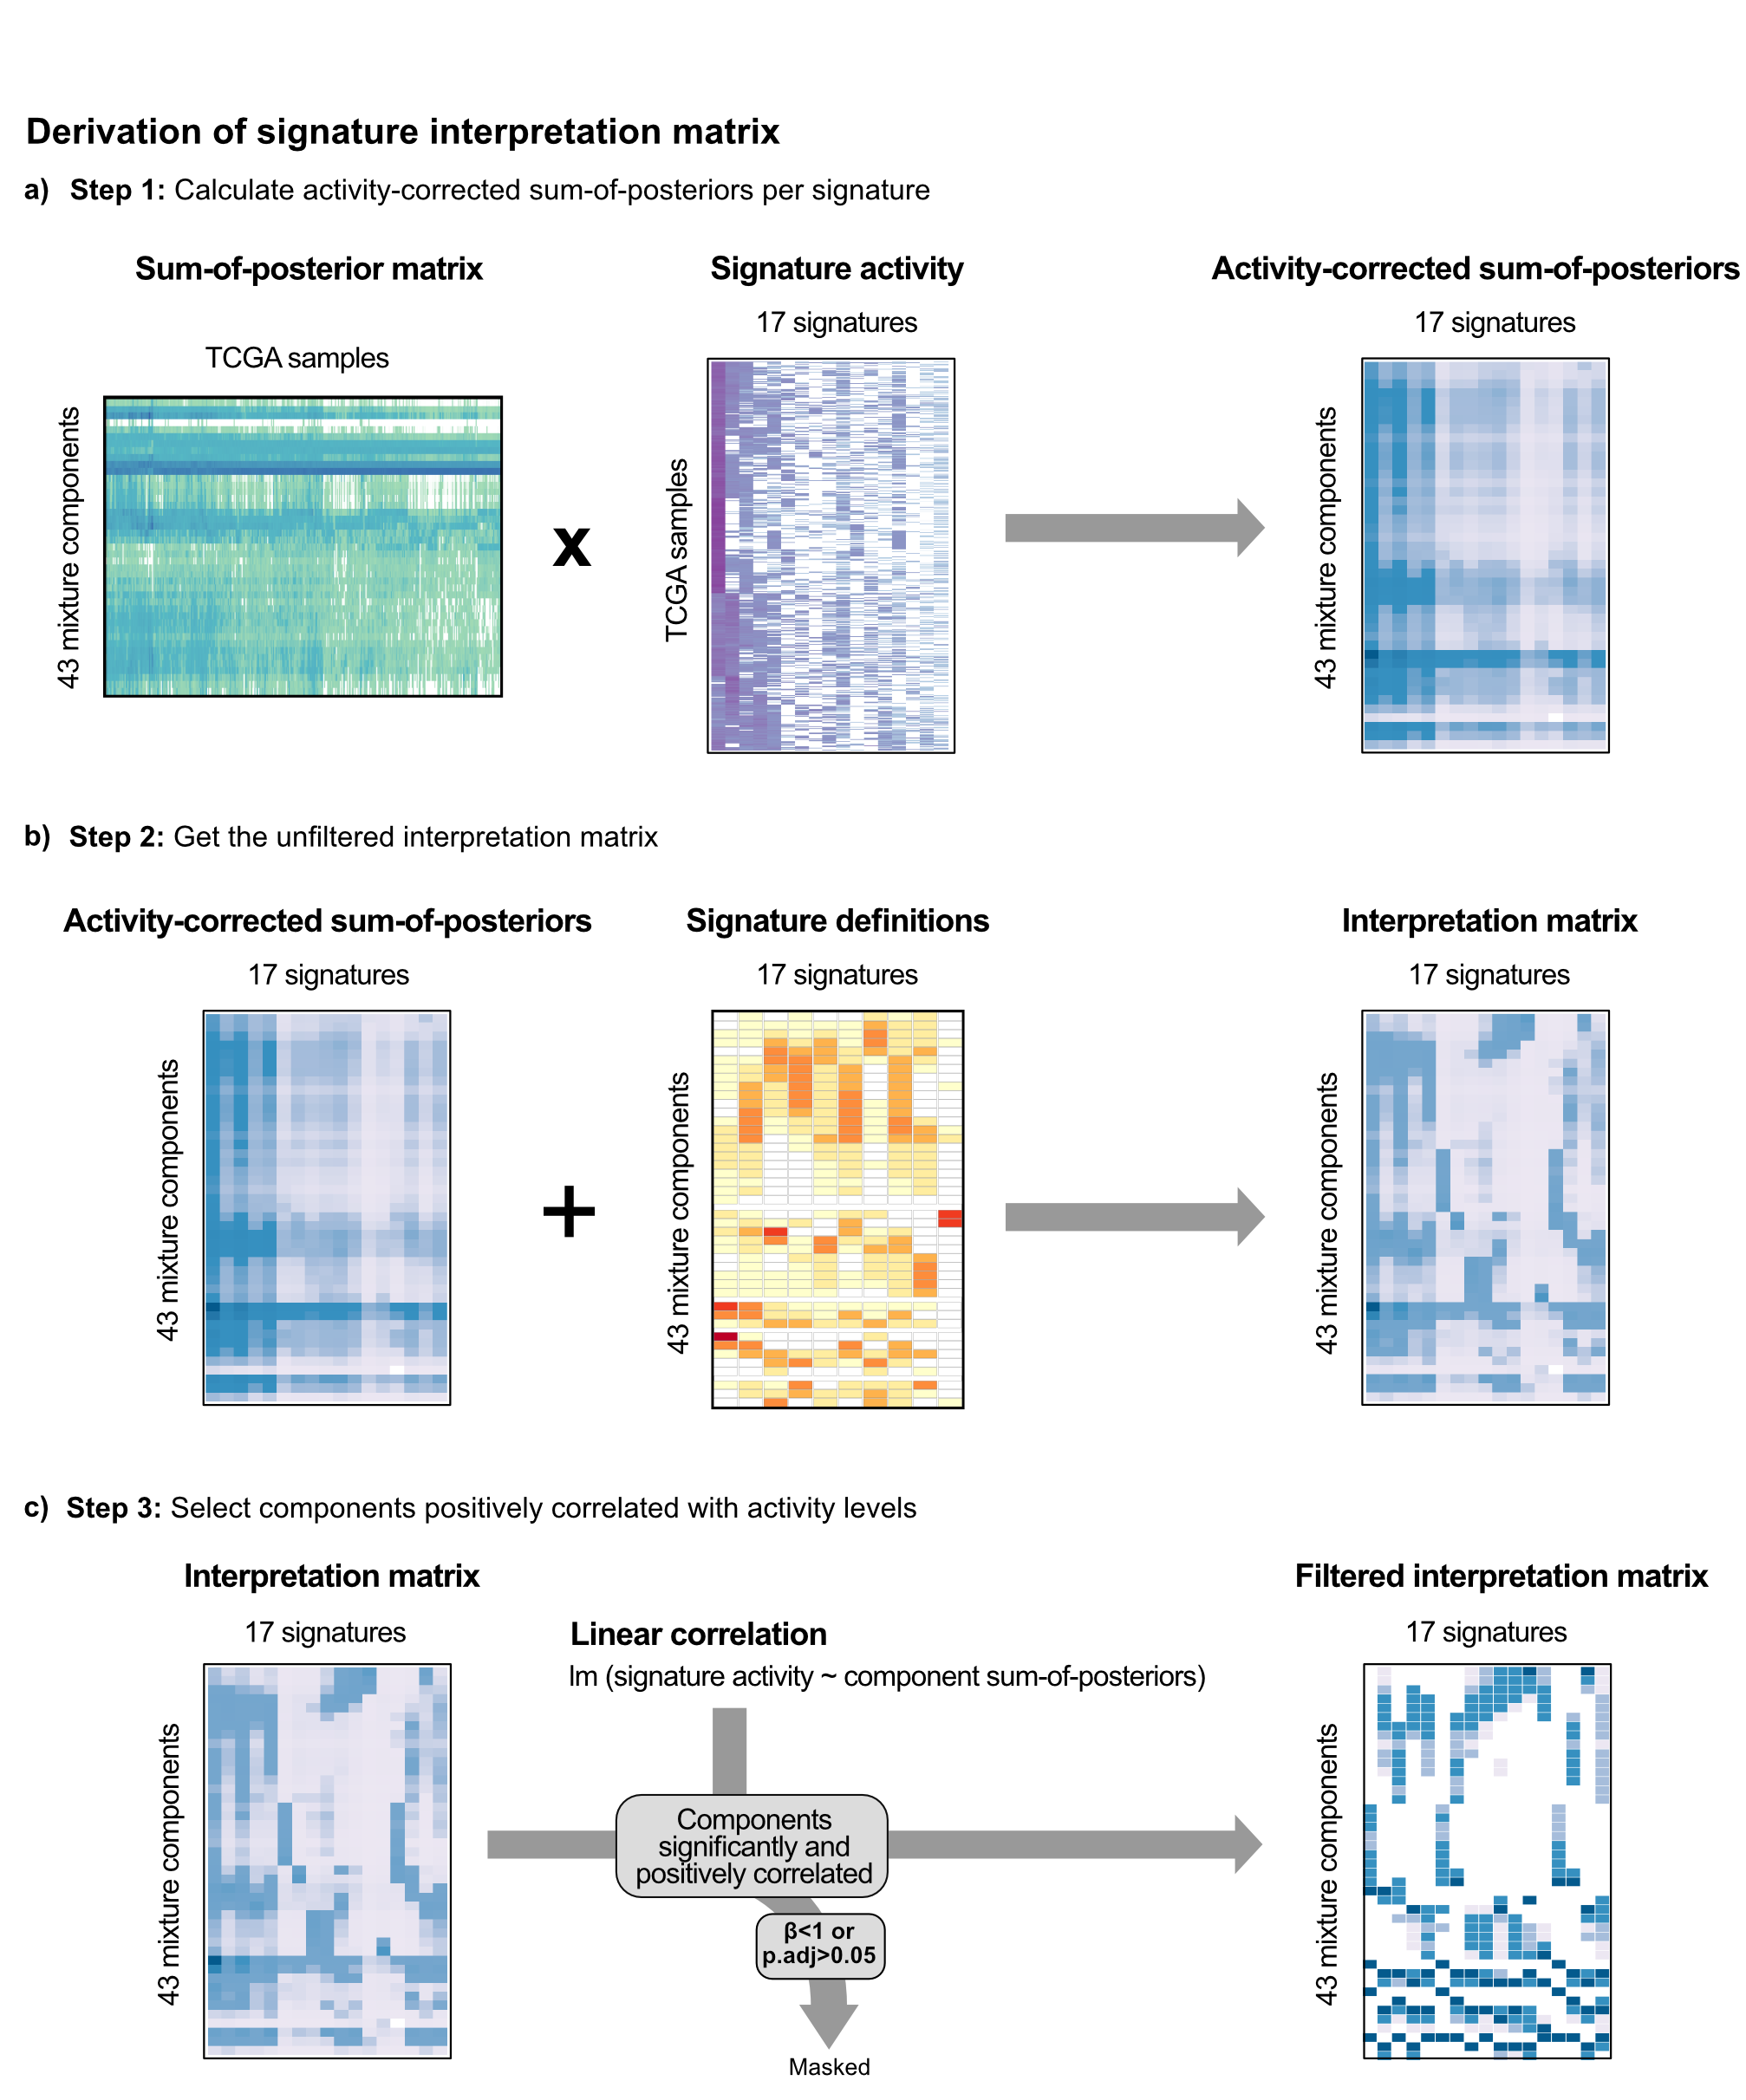 Derivation of signature interpretation matrix
a) Step 1: Calculate activity-corrected sum-of-posteriors per signature
Sum-of-posterior matrix
TCGA samples
43 mixture components
x
Signature activity
17 signatures
TCGA samples
Activity-corrected sum-of-posteriors
17 signatures
43 mixture components
b) Step 2: Get the unfiltered interpretation matrix
Activity-corrected sum-of-posteriors
17 signatures
43 mixture components
+
Signature definitions
17 signatures
43 mixture components
Interpretation matrix
17 signatures
43 mixture components
c) Step 3: Select components positively correlated with activity levels
Interpretation matrix
17 signatures
43 mixture components
Linear correlation
lm (signature activity ~ component sum-of-posteriors)
Components
significantly and
positively correlated
β<1 or
p.adj>0.05
Masked
Filtered interpretation matrix
17 signatures
43 mixture components